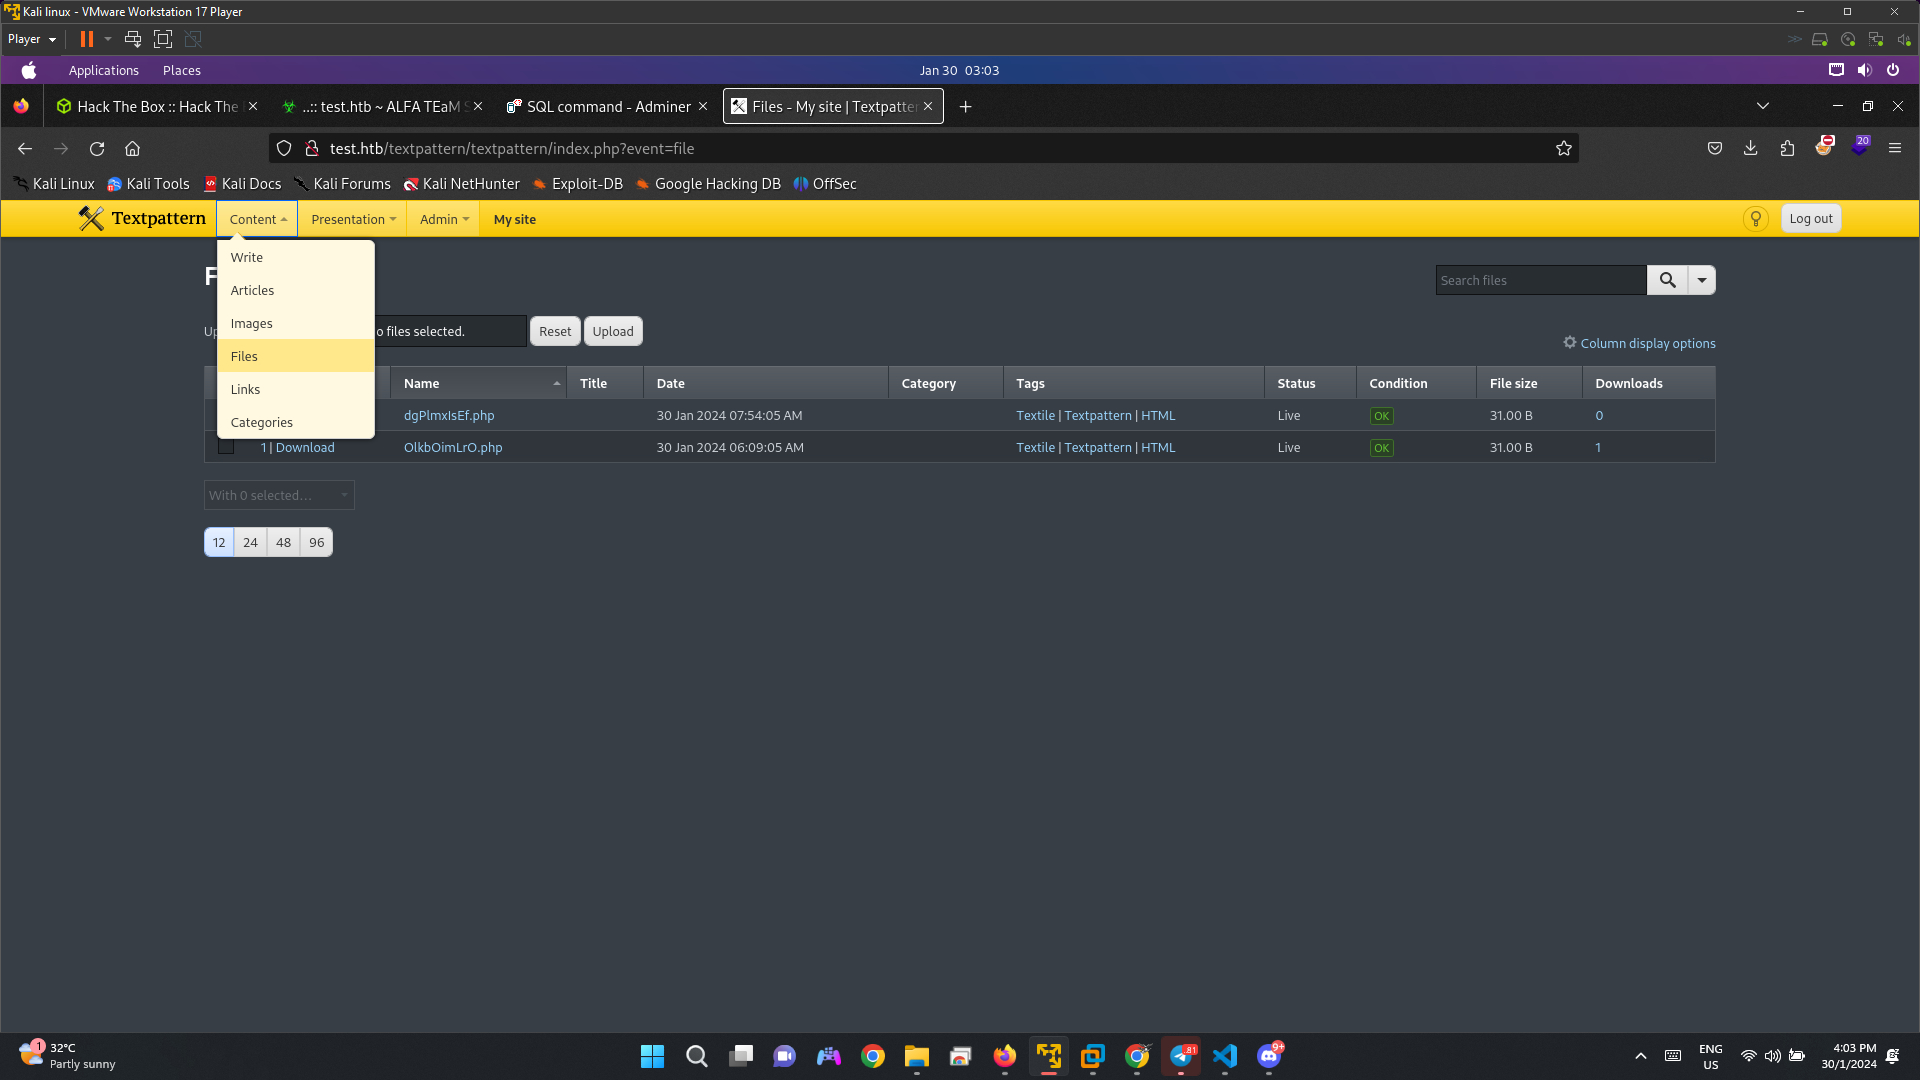 Kali linux - VMware Workstation 17 Player
Player
Applications Places Jan 30 03:03
Hack The Box :: Hack The ..:: test.htb ~ ALFA TEaM S SQL command - Adminer Files - My site | Textpatter
test.htb/textpattern/textpattern/index.php?event=file 20
Kali Linux Kali Tools Kali Docs Kali Forums Kali NetHunter Exploit-DB Google Hacking DB OffSec
Textpattern Content Presentation Admin My site Log out
Write
F Search files
Articles
Images
Up o files selected. Reset Upload
Files Column display options
Name Title Date Category Tags Status Condition File size Downloads
Links
dgPlmxIsEf.php 30 Jan 2024 07:54:05 AM Textile | Textpattern | HTML Live OK 31.00 B 0
Categories
1 | Download OlkbOimLrO.php 30 Jan 2024 06:09:05 AM Textile | Textpattern | HTML Live OK 31.00 B 1
With 0 selected...
12 24 48 96
1 32°C
Partly sunny
81 9+
ENG
US
4:03 PM
30/1/2024